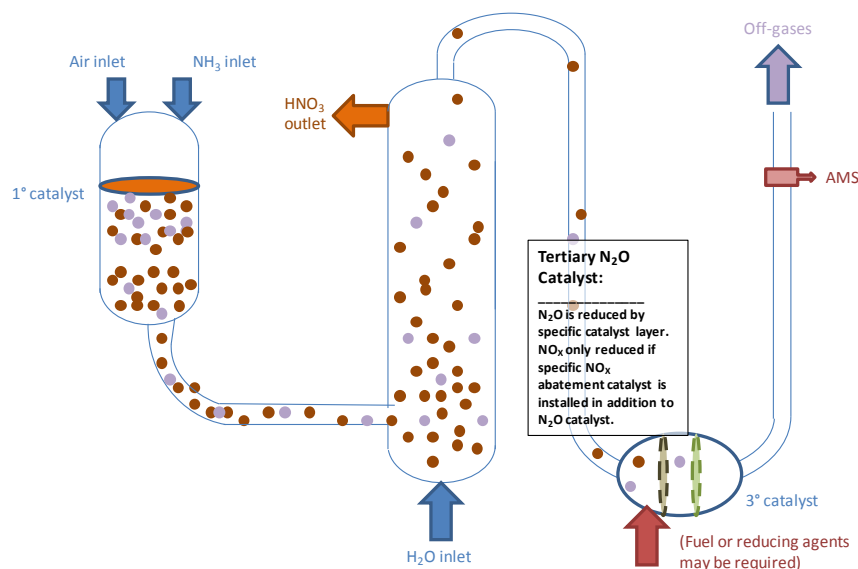 Off-gases
Air inlet
NH₃ inlet
HNO₃
outlet
1° catalyst
AMS
Tertiary N₂O
Catalyst:
________________
N₂O is reduced by
specific catalyst layer.
NOₓ only reduced if
specific NOₓ
abatement catalyst is
installed in addition to
N₂O catalyst.
3° catalyst
H₂O inlet
(Fuel or reducing agents
may be required)